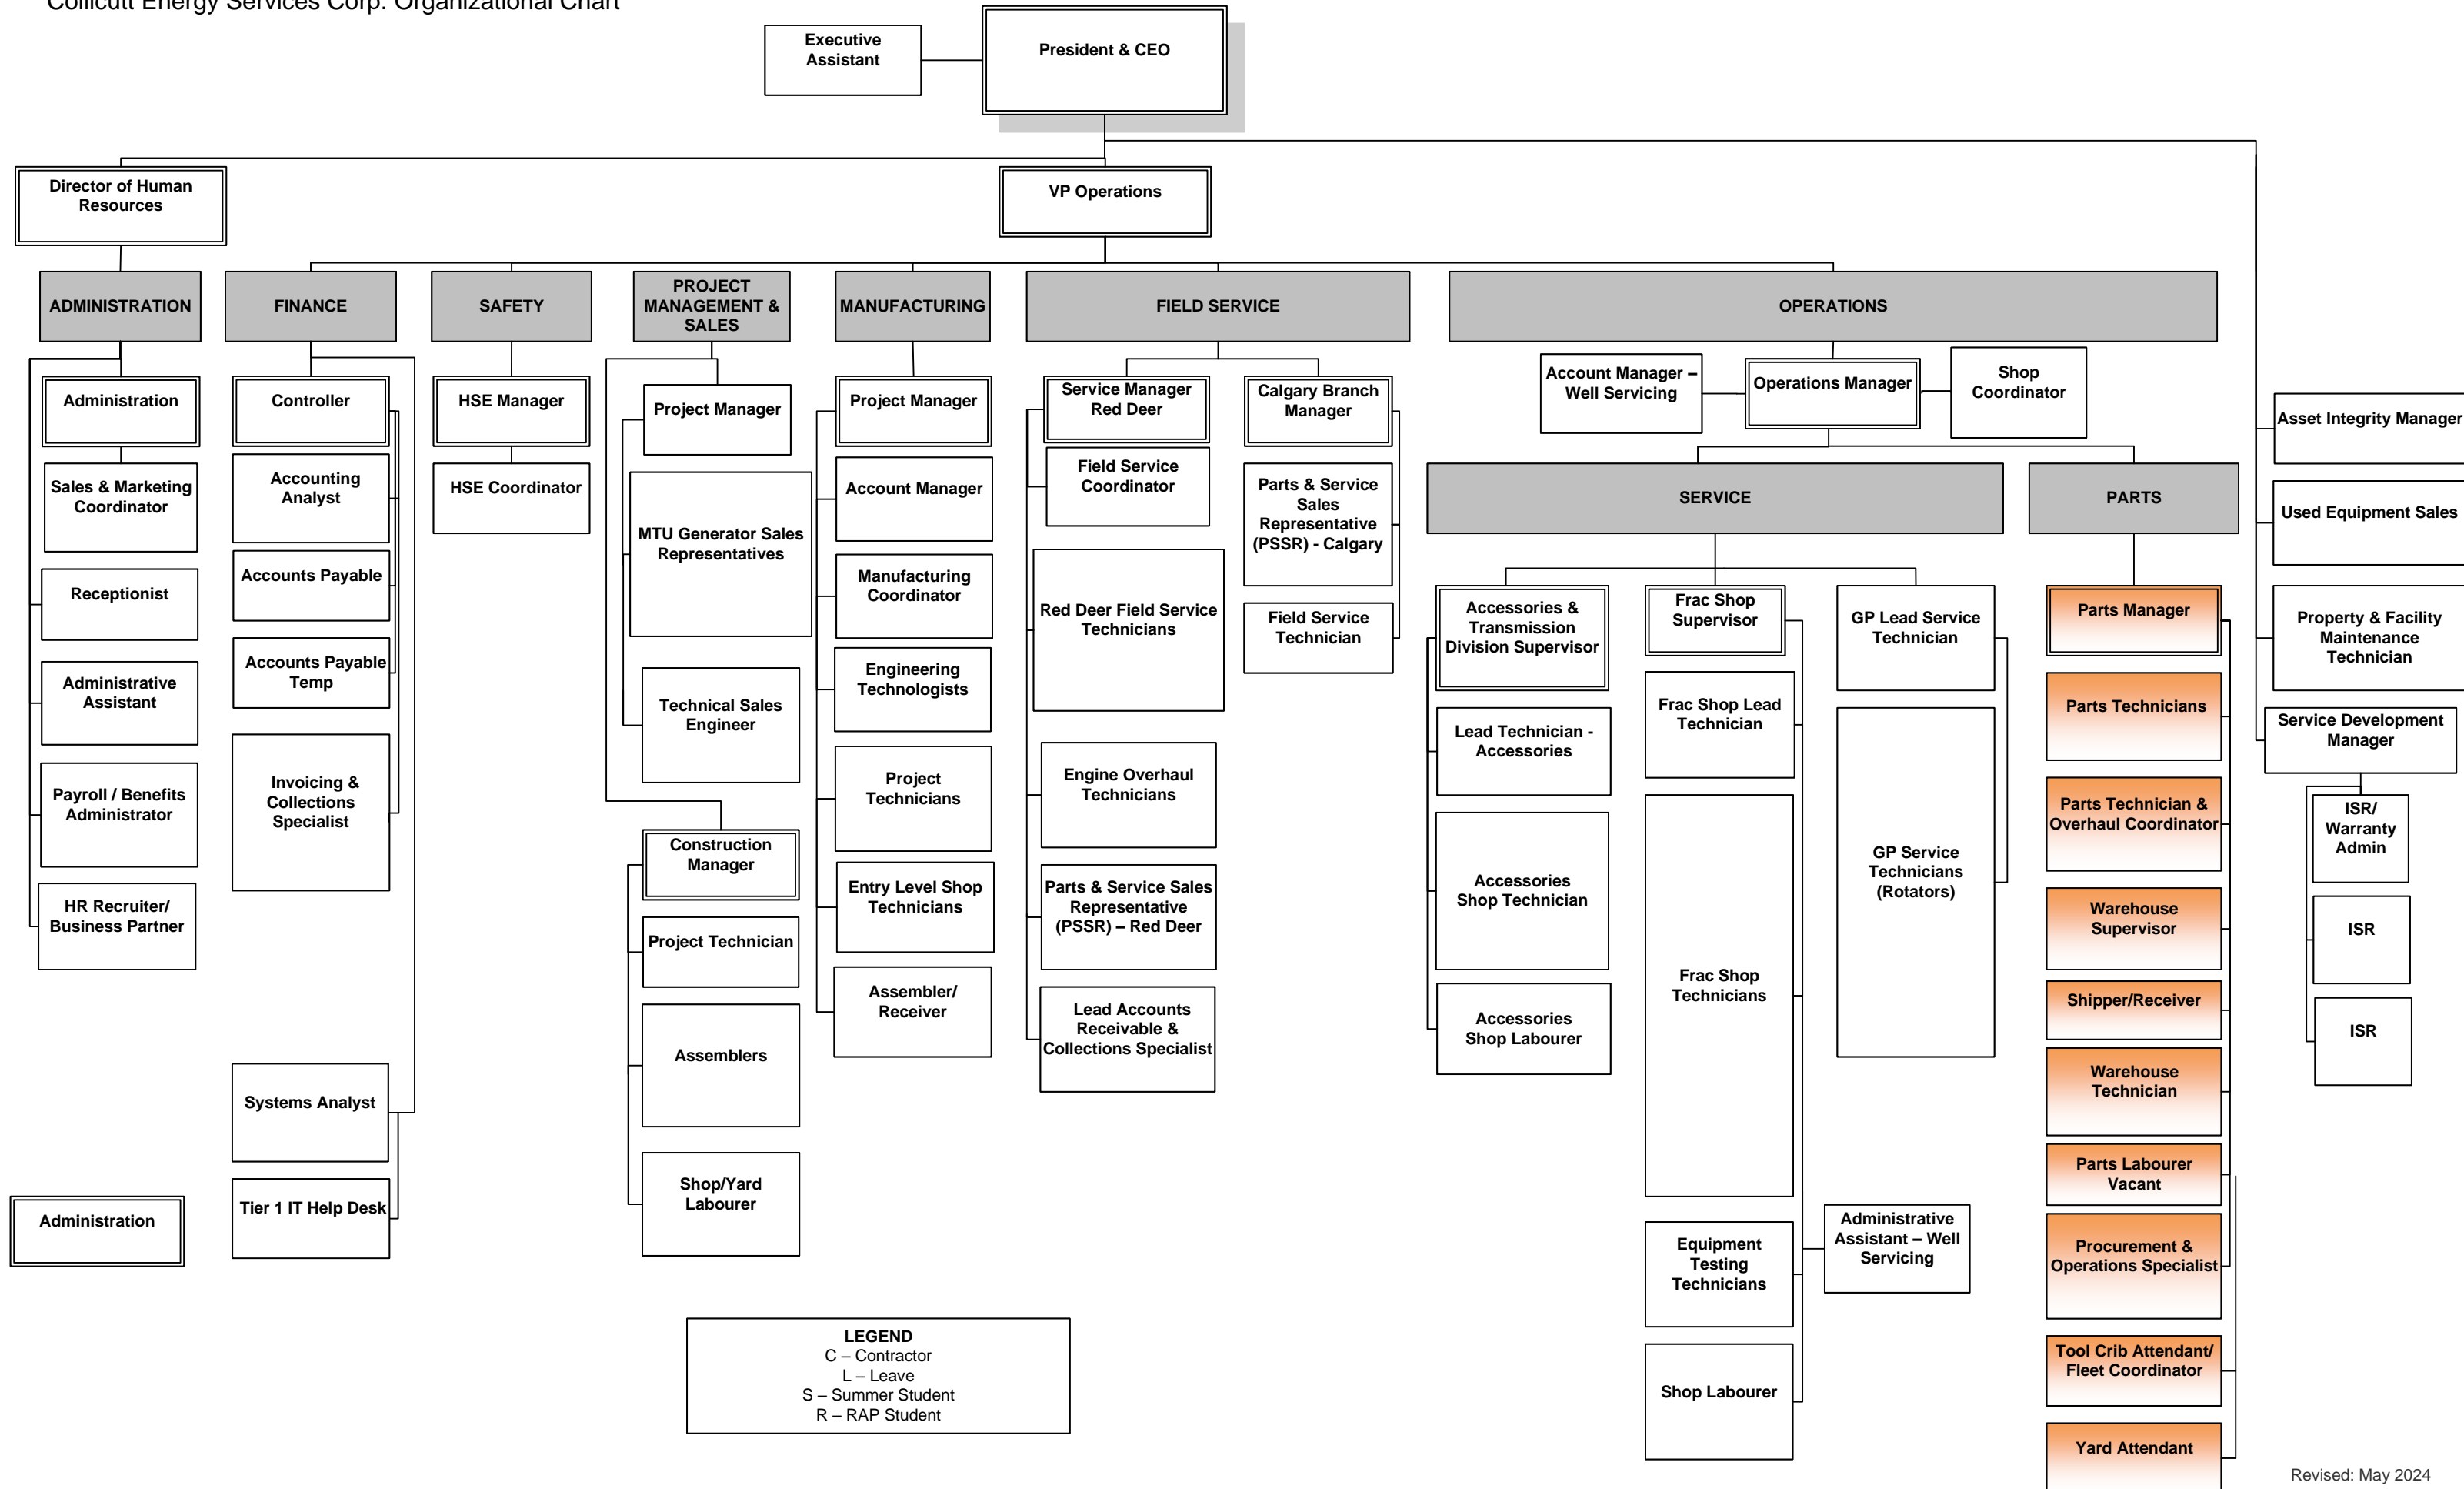 Collicutt Energy Services Corp. Organizational Chart
Executive
Assistant
President & CEO
Director of Human
Resources
VP Operations
ADMINISTRATION
FINANCE
SAFETY
PROJECT
MANAGEMENT &
SALES
MANUFACTURING
FIELD SERVICE
OPERATIONS
Administration
Sales & Marketing
Coordinator
Receptionist
Administrative
Assistant
Payroll / Benefits
Administrator
HR Recruiter/
Business Partner
Administration
Controller
Accounting
Analyst
Accounts Payable
Accounts Payable
Temp
Invoicing &
Collections
Specialist
Systems Analyst
Tier 1 IT Help Desk
HSE Manager
HSE Coordinator
Project Manager
MTU Generator Sales
Representatives
Technical Sales
Engineer
Construction
Manager
Project Technician
Assemblers
Shop/Yard
Labourer
Project Manager
Account Manager
Manufacturing
Coordinator
Engineering
Technologists
Project
Technicians
Entry Level Shop
Technicians
Assembler/
Receiver
Service Manager
Red Deer
Field Service
Coordinator
Red Deer Field Service
Technicians
Engine Overhaul
Technicians
Parts & Service Sales
Representative
(PSSR) – Red Deer
Lead Accounts
Receivable &
Collections Specialist
Calgary Branch
Manager
Parts & Service
Sales
Representative
(PSSR) - Calgary
Field Service
Technician
Account Manager –
Well Servicing
Operations Manager
Shop
Coordinator
SERVICE
PARTS
Accessories &
Transmission
Division Supervisor
Lead Technician -
Accessories
Accessories
Shop Technician
Accessories
Shop Labourer
Frac Shop
Supervisor
Frac Shop Lead
Technician
Frac Shop
Technicians
Equipment
Testing
Technicians
Shop Labourer
Administrative
Assistant – Well
Servicing
GP Lead Service
Technician
GP Service
Technicians
(Rotators)
Parts Manager
Parts Technicians
Parts Technician &
Overhaul Coordinator
Warehouse
Supervisor
Shipper/Receiver
Warehouse
Technician
Parts Labourer
Vacant
Procurement &
Operations Specialist
Tool Crib Attendant/
Fleet Coordinator
Yard Attendant
Asset Integrity Manager
Used Equipment Sales
Property & Facility
Maintenance
Technician
Service Development
Manager
ISR/
Warranty
Admin
ISR
ISR
LEGEND
C – Contractor
L – Leave
S – Summer Student
R – RAP Student
Revised: May 2024